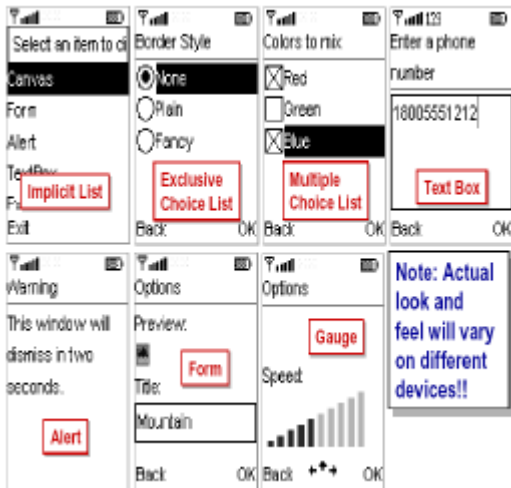 Select an item to di
Canvas
Form
Alert
TextBox
Implicit List
Exit
Border Style
None
Plain
Fancy
Exclusive
Choice List
Back OK
Colors to mix
Red
Green
Blue
Multiple
Choice List
Back OK
123
Enter a phone
number
18005551212
Text Box
Back OK
Warning
This window will
dismiss in two
seconds.
Alert
Options
Preview:
Form
Title:
Mountain
Back OK
Options
Gauge
Speed:
Back OK
Note: Actual
look and
feel will vary
on different
devices!!